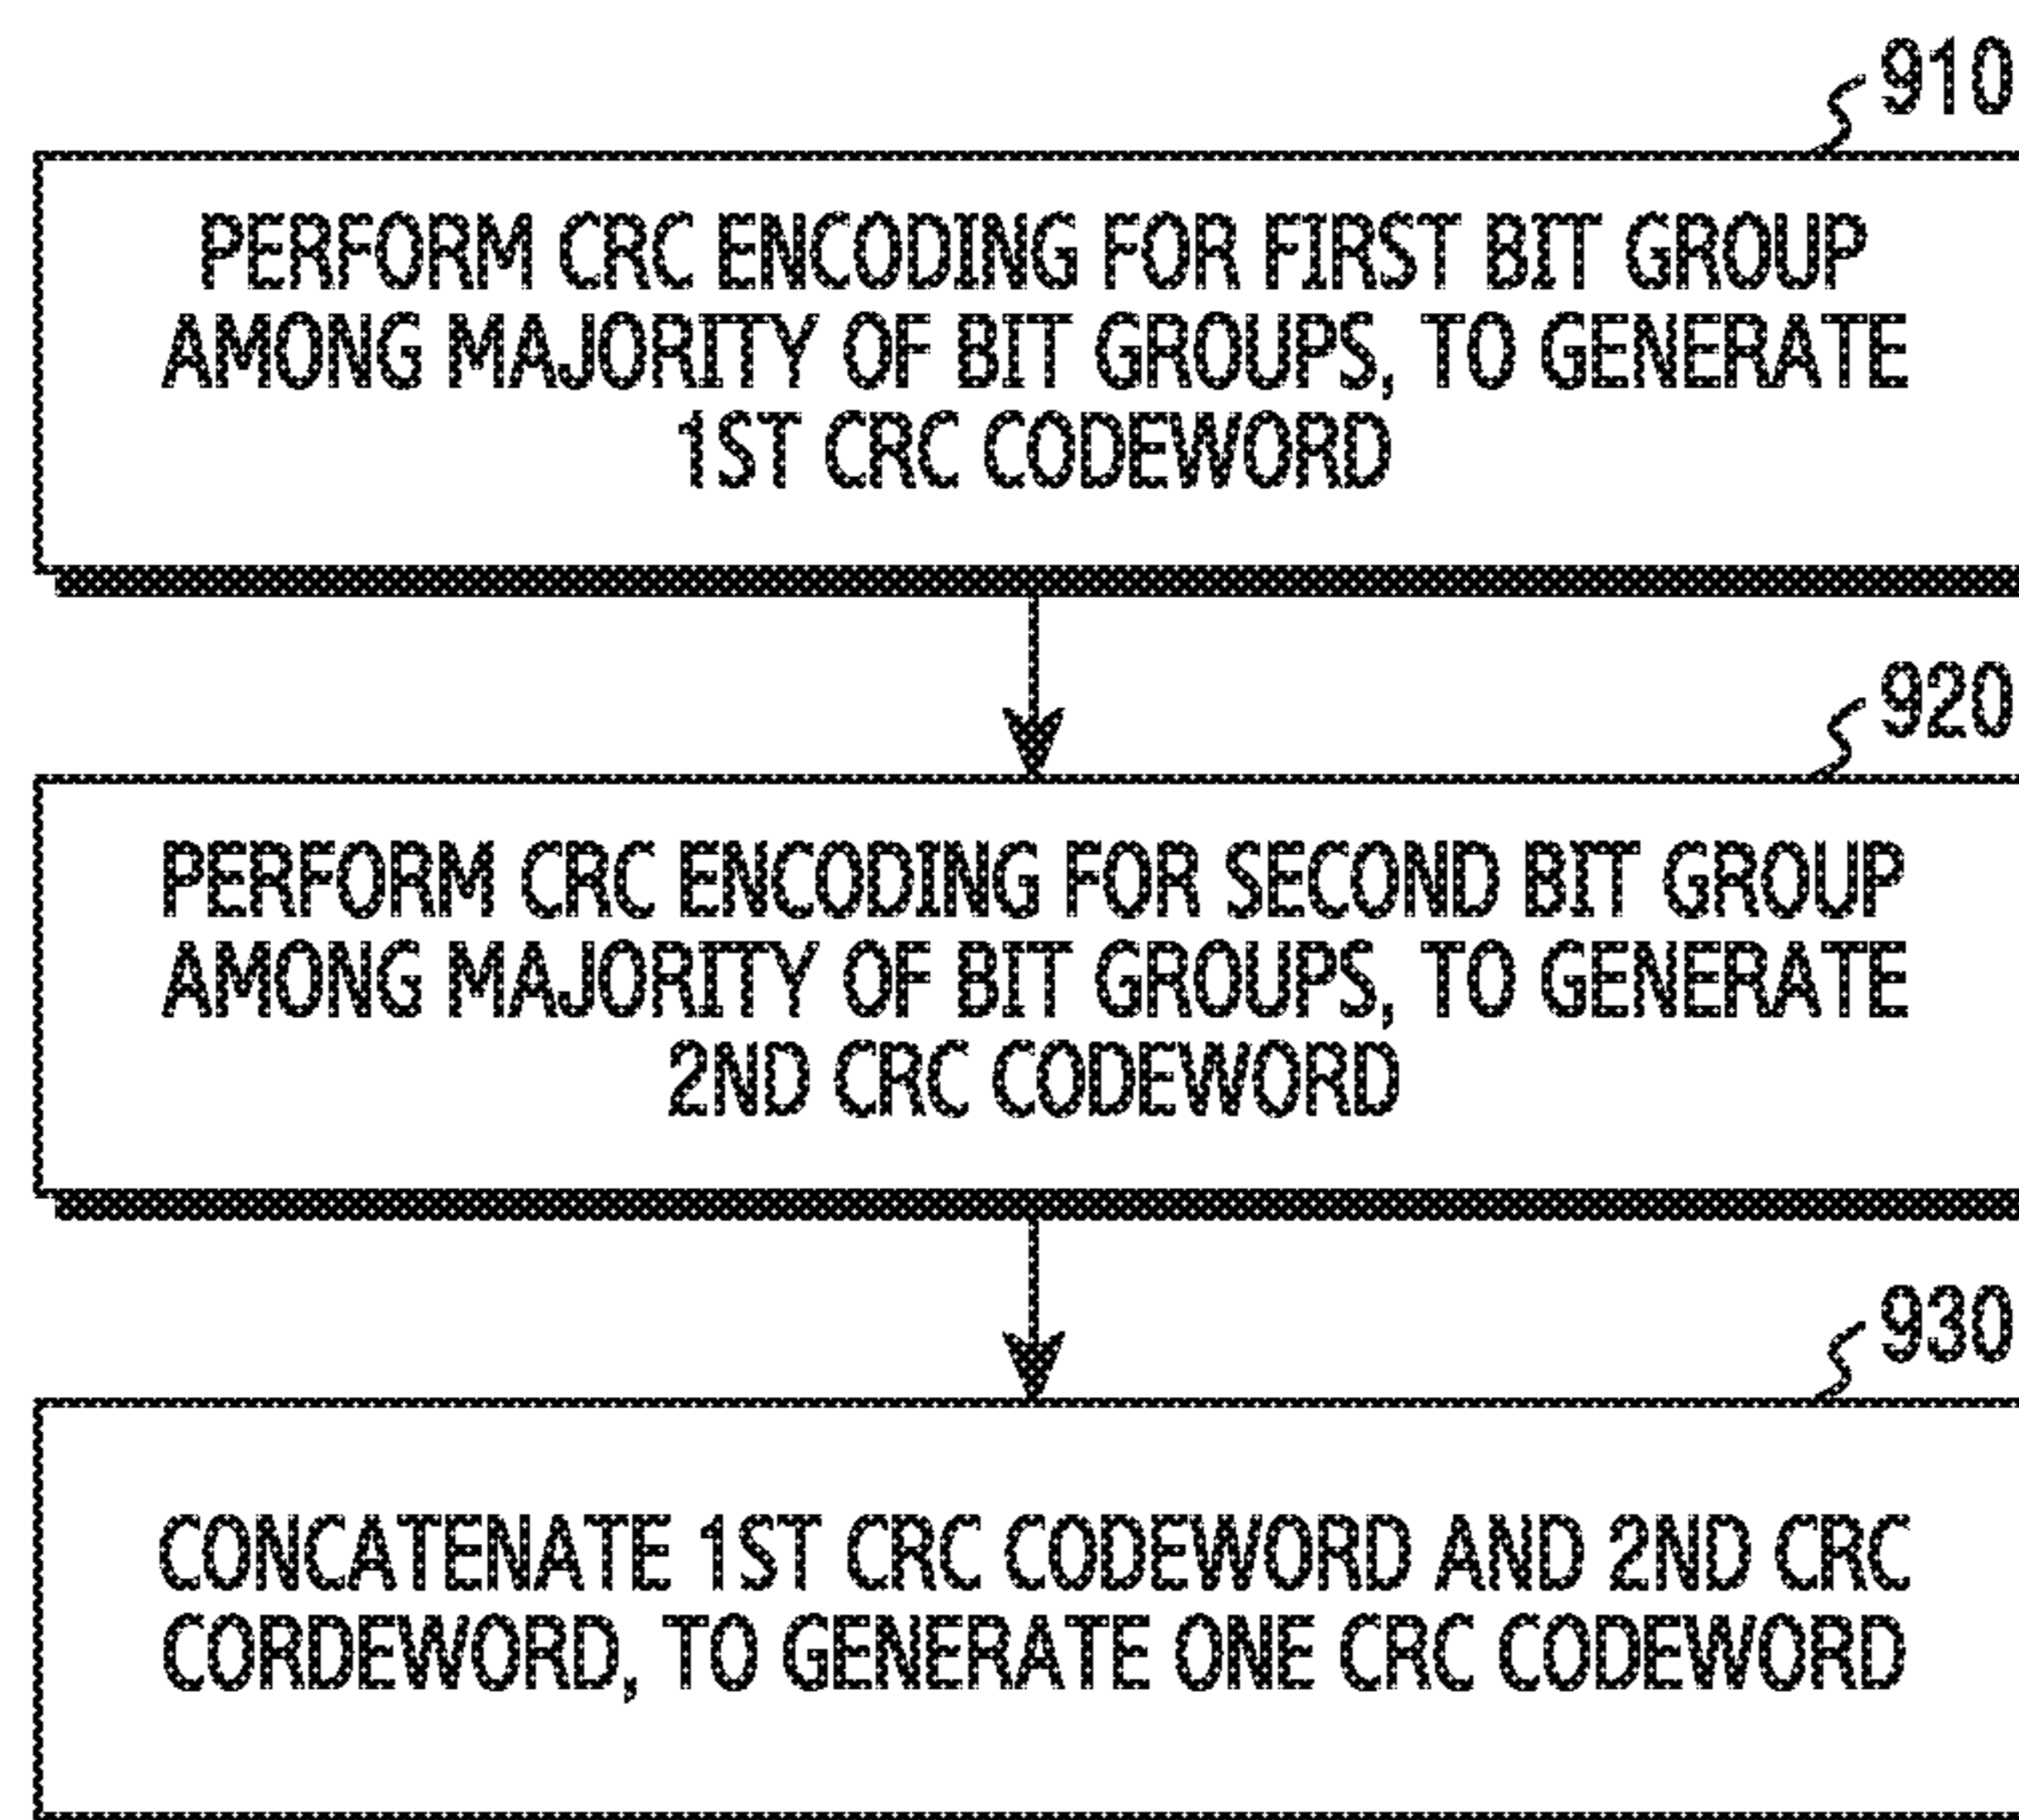 910
PERFORM CRC ENCODING FOR FIRST BIT GROUP
AMONG MAJORITY OF BIT GROUPS, TO GENERATE
1ST CRC CODEWORD
920
PERFORM CRC ENCODING FOR SECOND BIT GROUP
AMONG MAJORITY OF BIT GROUPS, TO GENERATE
2ND CRC CODEWORD
930
CONCATENATE 1ST CRC CODEWORD AND 2ND CRC
CORDEWORD, TO GENERATE ONE CRC CODEWORD